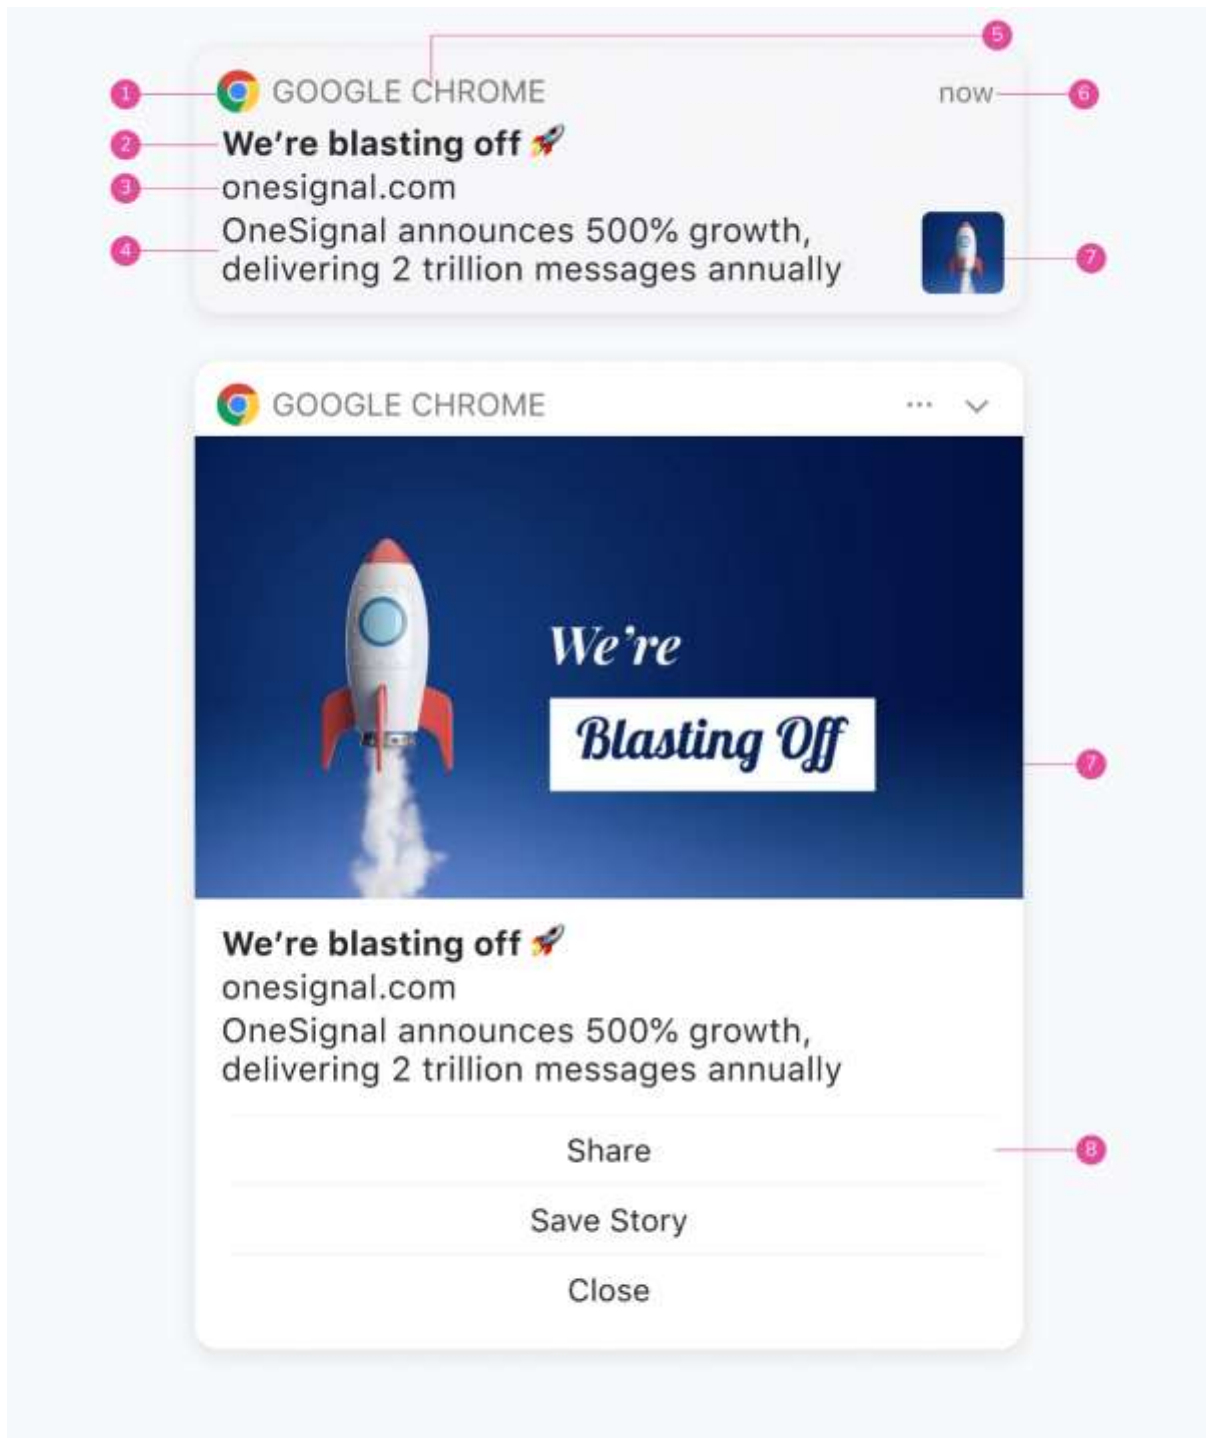 5
1 GOOGLE CHROME now 6
2 We're blasting off 🚀
3 onesignal.com
4 OneSignal announces 500% growth,
delivering 2 trillion messages annually 7
GOOGLE CHROME
We're
Blasting Off
7
We're blasting off 🚀
onesignal.com
OneSignal announces 500% growth,
delivering 2 trillion messages annually
Share 8
Save Story
Close